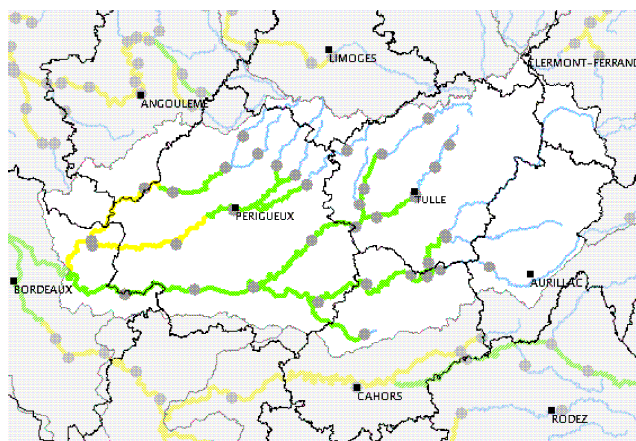 LIMOGES
CLERMONT-FERRAND
ANGOULEME
TULLE
PERIGUEUX
BORDEAUX
AURILLAC
CAHORS
RODEZ